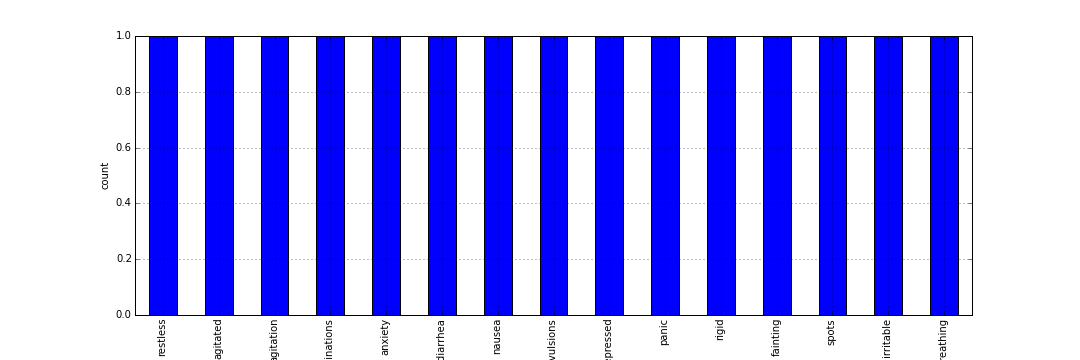 1.0
0.8
0.6
0.4
0.2
0.0
count
restless
agitated
gitation
inations
anxiety
diarrhea
nausea
vulsions
pressed
panic
rigid
fainting
spots
irritable
reathing